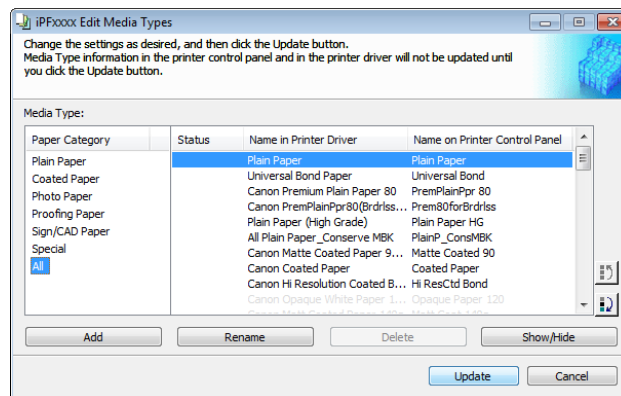 iPFxxxx Edit Media Types
Change the settings as desired, and then click the Update button.
Media Type information in the printer control panel and in the printer driver will not be updated until
you click the Update button.
Media Type:
Paper Category
Status Name in Printer Driver Name on Printer Control Panel
Plain Paper
Coated Paper
Photo Paper
Proofing Paper
Sign/CAD Paper
Special
All
Plain Paper Plain Paper
Universal Bond Paper Universal Bond
Canon Premium Plain Paper 80 PremPlainPpr 80
Canon PremPlainPpr80(Brdrlss... Prem80forBrdrlss
Plain Paper (High Grade) Plain Paper HG
All Plain Paper_Conserve MBK PlainP_ConsMBK
Canon Matte Coated Paper 9... Matte Coated 90
Canon Coated Paper Coated Paper
Canon Hi Resolution Coated B... Hi ResCtd Bond
Canon Opaque White Paper 1... Opaque Paper 120
Add Rename Delete Show/Hide
Update Cancel